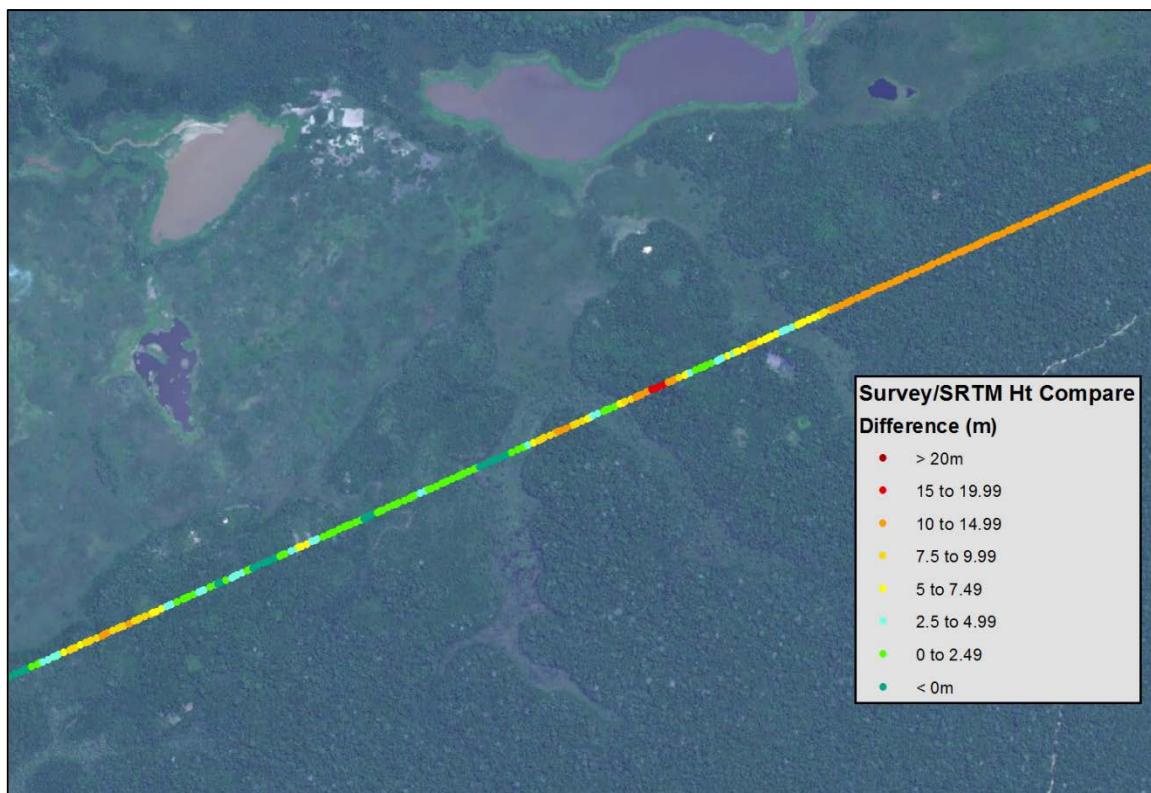 Survey/SRTM Ht Compare
Difference (m)
> 20m
15 to 19.99
10 to 14.99
7.5 to 9.99
5 to 7.49
2.5 to 4.99
0 to 2.49
< 0m